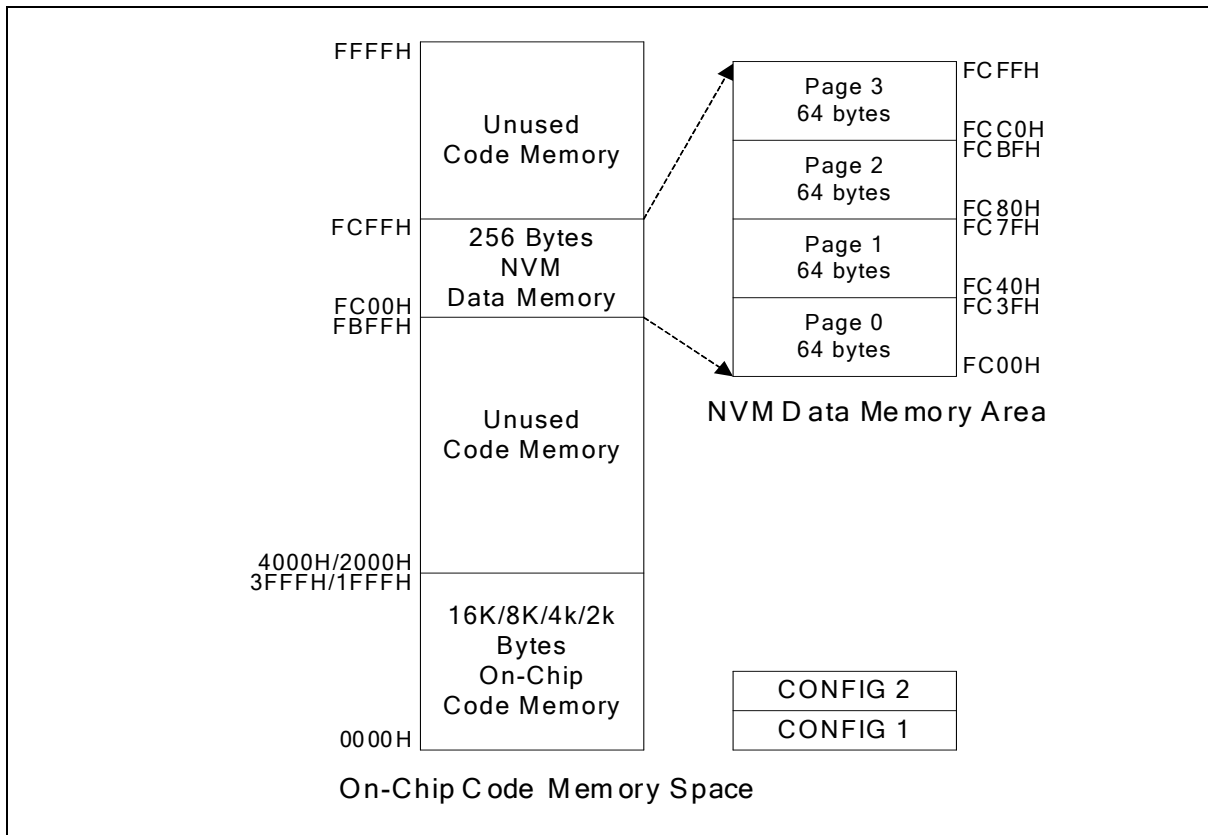 FFFFH
Unused
Code Memory
FCFFH
256 Bytes
NVM
Data Memory
FC00H
FBFFH
Unused
Code Memory
4000H/2000H
3FFFH/1FFFH
16K/8K/4k/2k
Bytes
On-Chip
Code Memory
0000H
On-Chip Code Memory Space
FCFFH
Page 3
64 bytes
FCC0H
FCBFH
Page 2
64 bytes
FC80H
FC7FH
Page 1
64 bytes
FC40H
FC3FH
Page 0
64 bytes
FC00H
NVM Data Memory Area
CONFIG 2
CONFIG 1